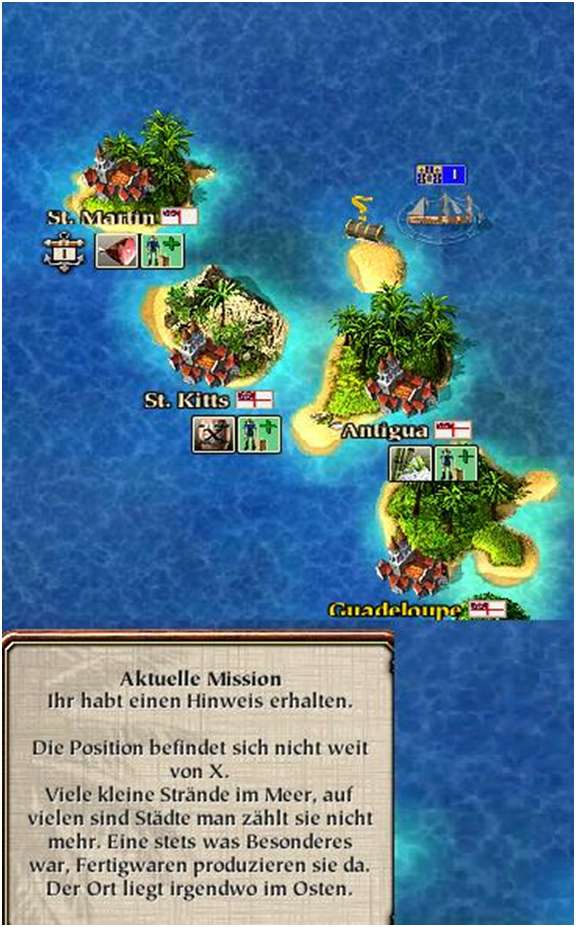 I
St. Martin
I
St. Kitts
Antigua
Guadeloupe
Aktuelle Mission
Ihr habt einen Hinweis erhalten.
Die Position befindet sich nicht weit
von X.
Viele kleine Strände im Meer, auf
vielen sind Städte man zählt sie nicht
mehr. Eine stets was Besonderes
war, Fertigwaren produzieren sie da.
Der Ort liegt irgendwo im Osten.